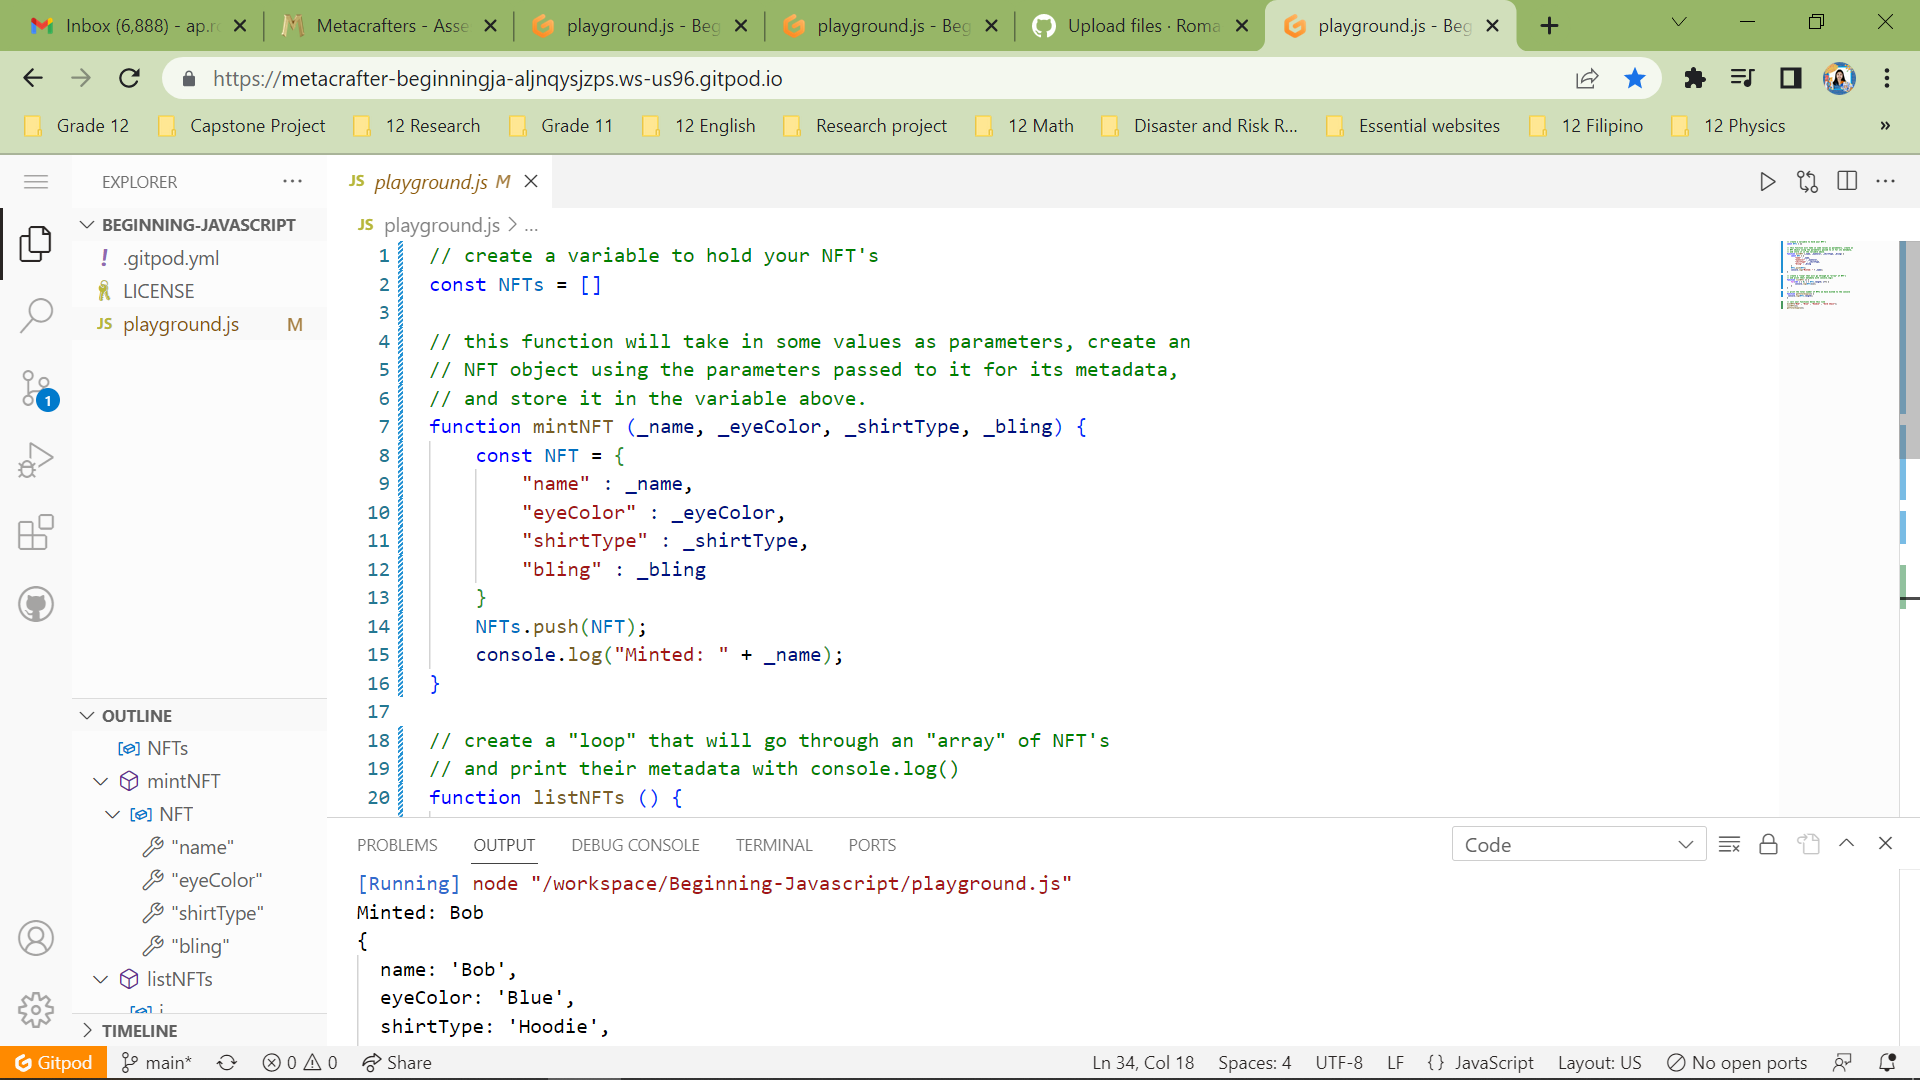 Inbox (6,888) - ap.r
Metacrafters - Asse
playground.js - Beg
playground.js - Beg
Upload files · Roma
playground.js - Beg
https://metacrafter-beginningja-aljnqysjzps.ws-us96.gitpod.io
Grade 12
Capstone Project
12 Research
Grade 11
12 English
Research project
12 Math
Disaster and Risk R...
Essential websites
12 Filipino
12 Physics
»
EXPLORER
BEGINNING-JAVASCRIPT
! .gitpod.yml
LICENSE
JS playground.js M
OUTLINE
NFTs
mintNFT
NFT
"name"
"eyeColor"
"shirtType"
"bling"
listNFTs
i
TIMELINE
JS playground.js M
JS playground.js > ...
1 // create a variable to hold your NFT's
2 const NFTs = []
3
4 // this function will take in some values as parameters, create an
5 // NFT object using the parameters passed to it for its metadata,
6 // and store it in the variable above.
7 function mintNFT (_name, _eyeColor, _shirtType, _bling) {
8 const NFT = {
9 "name" : _name,
10 "eyeColor" : _eyeColor,
11 "shirtType" : _shirtType,
12 "bling" : _bling
13 }
14 NFTs.push(NFT);
15 console.log("Minted: " + _name);
16 }
17
18 // create a "loop" that will go through an "array" of NFT's
19 // and print their metadata with console.log()
20 function listNFTs () {
PROBLEMS OUTPUT DEBUG CONSOLE TERMINAL PORTS
Code
[Running] node "/workspace/Beginning-Javascript/playground.js"
Minted: Bob
{
name: 'Bob',
eyeColor: 'Blue',
shirtType: 'Hoodie',
1
Gitpod main* 0 0 Share
Ln 34, Col 18 Spaces: 4 UTF-8 LF {} JavaScript Layout: US No open ports